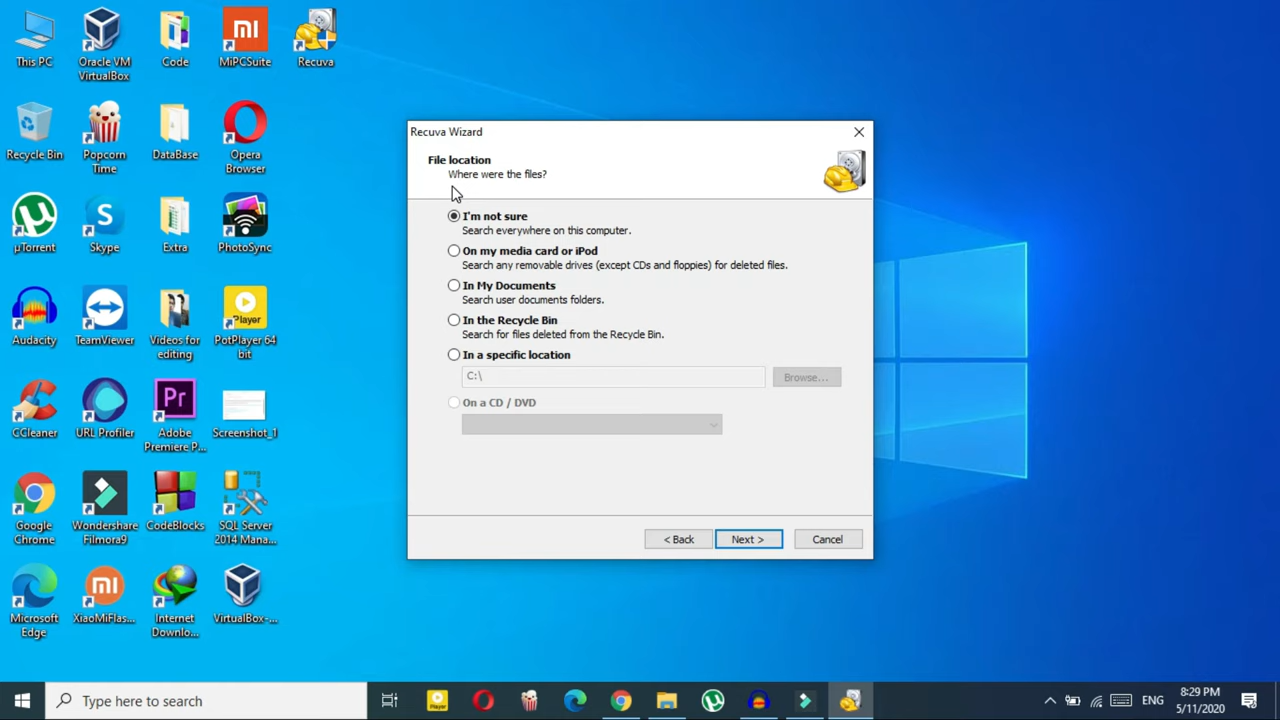 This PC
Oracle VM
VirtualBox
Code
MiPCSuite
Recuva
Recycle Bin
Popcorn
Time
DataBase
Opera
Browser
µTorrent
Skype
Extra
PhotoSync
Audacity
TeamViewer
Videos for
editing
Player
PotPlayer 64
bit
CCleaner
URL Profiler
Pr
Adobe
Premiere P...
Screenshot_1
Google
Chrome
Wondershare
Filmora9
CodeBlocks
SQL Server
2014 Mana...
Microsoft
Edge
XiaoMiFlas...
Internet
Downlo...
VirtualBox-...
Recuva Wizard
File location
Where were the files?
I'm not sure
Search everywhere on this computer.
On my media card or iPod
Search any removable drives (except CDs and floppies) for deleted files.
In My Documents
Search user documents folders.
In the Recycle Bin
Search for files deleted from the Recycle Bin.
In a specific location
C:\
Browse...
On a CD / DVD
< Back
Next >
Cancel
Type here to search
Player
ENG
8:29 PM
5/11/2020